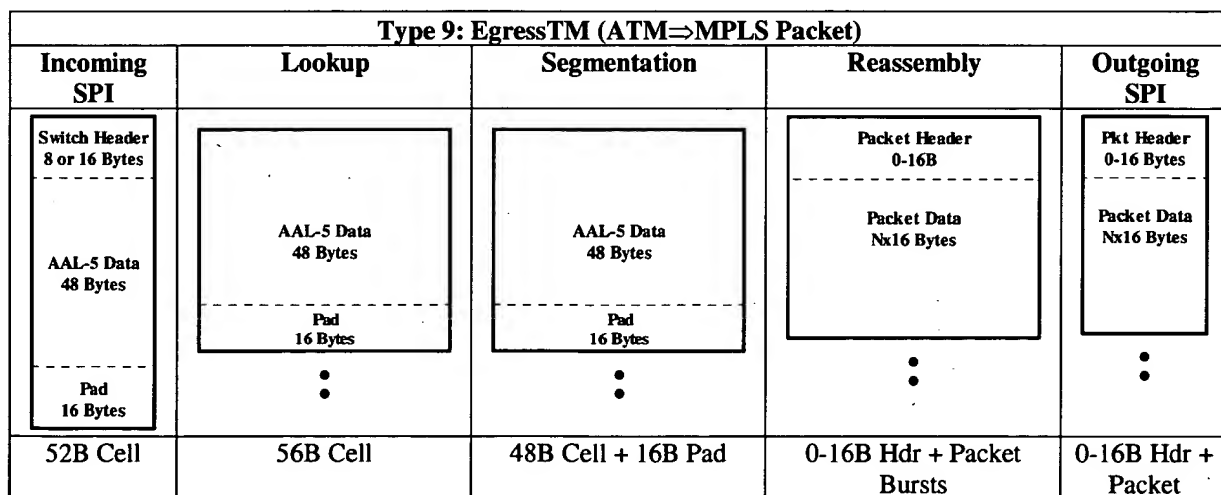 Type 9: EgressTM (ATM⇒MPLS Packet)
Incoming SPI
Lookup
Segmentation
Reassembly
Outgoing SPI
Switch Header
8 or 16 Bytes
AAL-5 Data
48 Bytes
Pad
16 Bytes
AAL-5 Data
48 Bytes
Pad
16 Bytes
AAL-5 Data
48 Bytes
Pad
16 Bytes
Packet Header
0-16B
Packet Data
Nx16 Bytes
Pkt Header
0-16 Bytes
Packet Data
Nx16 Bytes
52B Cell
56B Cell
48B Cell + 16B Pad
0-16B Hdr + Packet
Bursts
0-16B Hdr +
Packet